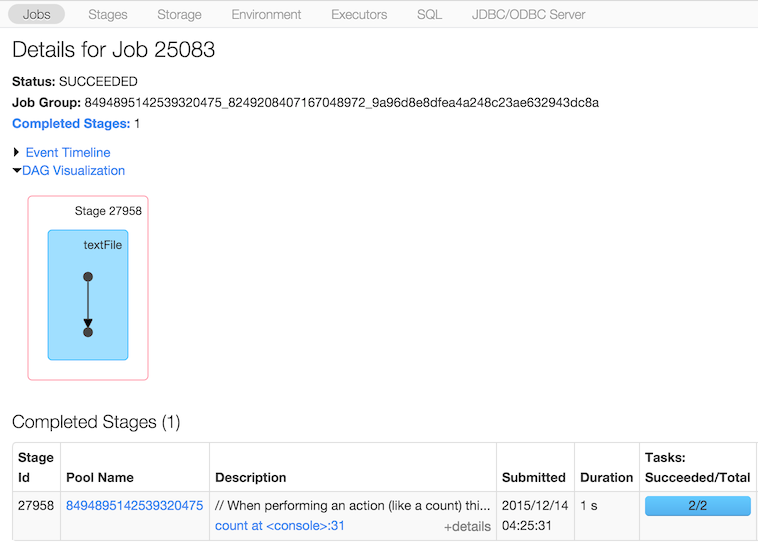 Jobs Stages Storage Environment Executors SQL JDBC/ODBC Server
Details for Job 25083
Status: SUCCEEDED
Job Group: 8494895142539320475_8249208407167048972_9a96d8e8dfea4a248c23ae632943dc8a
Completed Stages: 1
Event Timeline
DAG Visualization
Stage 27958
textFile
Completed Stages (1)
Stage Id Pool Name Description Submitted Duration Tasks: Succeeded/Total
27958 8494895142539320475 // When performing an action (like a count) thi... 2015/12/14 1 s 2/2
count at <console>:31 +details 04:25:31